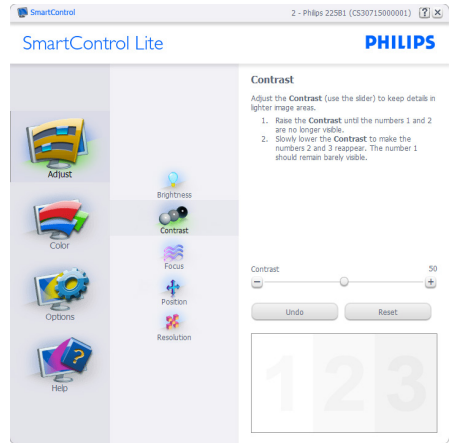 SmartControl
2 - Philips 225B1 (CS30715000001)
?
X
SmartControl Lite
PHILIPS
Adjust
Color
Options
Help
Brightness
Contrast
Focus
Position
Resolution
Contrast
Adjust the Contrast (use the slider) to keep details in
lighter image areas.
1. Raise the Contrast until the numbers 1 and 2
are no longer visible.
2. Slowly lower the Contrast to make the
numbers 2 and 3 reappear. The number 1
should remain barely visible.
Contrast 50
Undo Reset
1 2 3